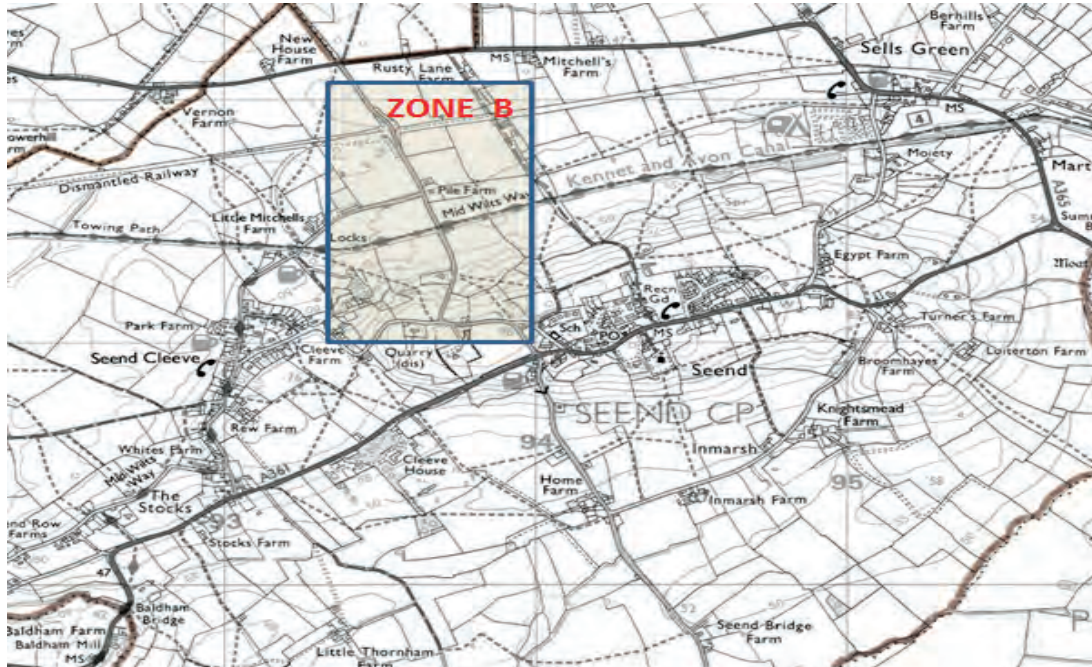 Berhills
Farm
New
House
Farm
Sells Green
Rusty Lane
Farm
MS
Mitchell's
Farm
ZONE B
Vernon
Farm
MS
4
Moiety
Dismantled Railway
Kennet and Avon Canal
A365
Pile Farm
Mid Wilts Way
Little Mitchells
Farm
Towing Path
Locks
Egypt Farm
Recn
Gd
Park Farm
Sch
PO
MS
Turner's Farm
Seend Cleeve
Cleeve
Farm
Quarry
(dis)
Seend
Broomhayes
Farm
Loiterton Farm
SEEND CP
Rew Farm
94
Knightsmead
Farm
Whites Farm
Mid Wilts
Way
A361
Cleeve
House
Inmarsh
The
Stocks
Home
Farm
95
58
Inmarsh Farm
93
Farms
Stocks Farm
47
Baldham
Bridge
52
50
Baldham Farm
Baldham Mill
MS
Seend Bridge
Farm
Little Thornham
Farm